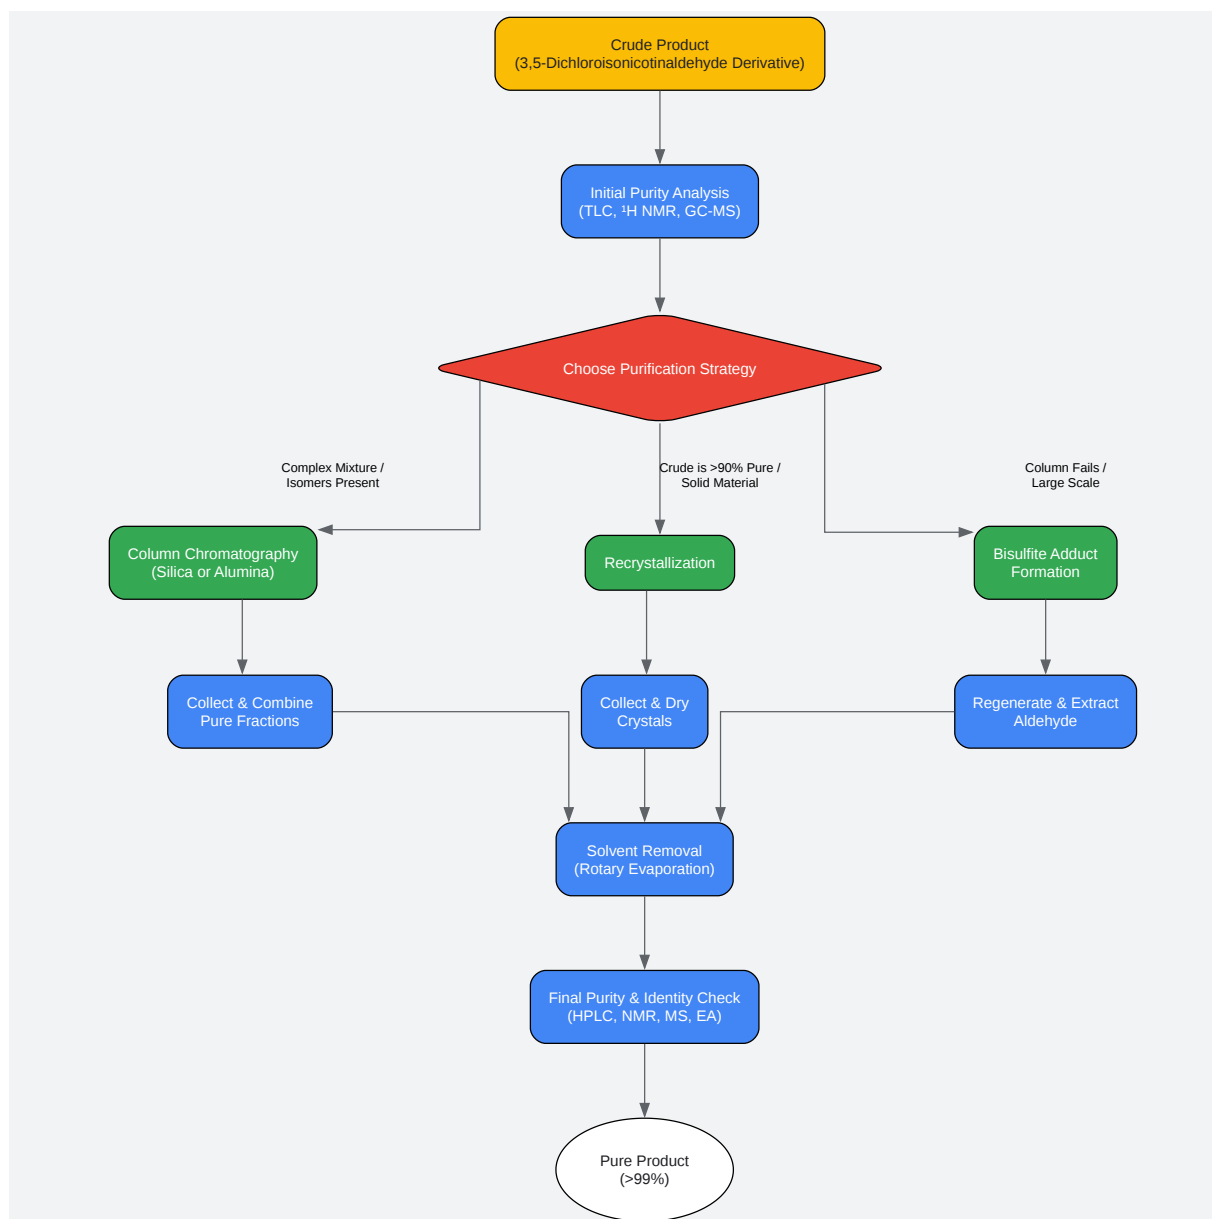 Crude Product
(3,5-Dichloroisonicotinaldehyde Derivative)
Initial Purity Analysis
(TLC, ¹H NMR, GC-MS)
Choose Purification Strategy
Complex Mixture /
Isomers Present
Crude is >90% Pure /
Solid Material
Column Fails /
Large Scale
Column Chromatography
(Silica or Alumina)
Recrystallization
Bisulfite Adduct
Formation
Collect & Combine
Pure Fractions
Collect & Dry
Crystals
Regenerate & Extract
Aldehyde
Solvent Removal
(Rotary Evaporation)
Final Purity & Identity Check
(HPLC, NMR, MS, EA)
Pure Product
(>99%)